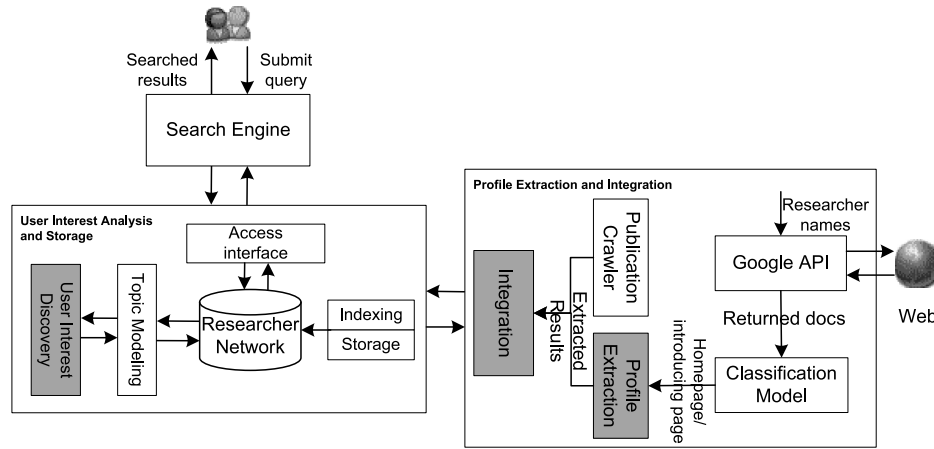 Searched
results
Submit
query
Search Engine
User Interest Analysis
and Storage
Access
interface
User Interest
Discovery
Topic Modeling
Researcher
Network
Indexing
Storage
Profile Extraction and Integration
Integration
Extracted
Results
Publication
Crawler
Profile
Extraction
Homepage/
introducing page
Researcher
names
Google API
Returned docs
Classification
Model
Web